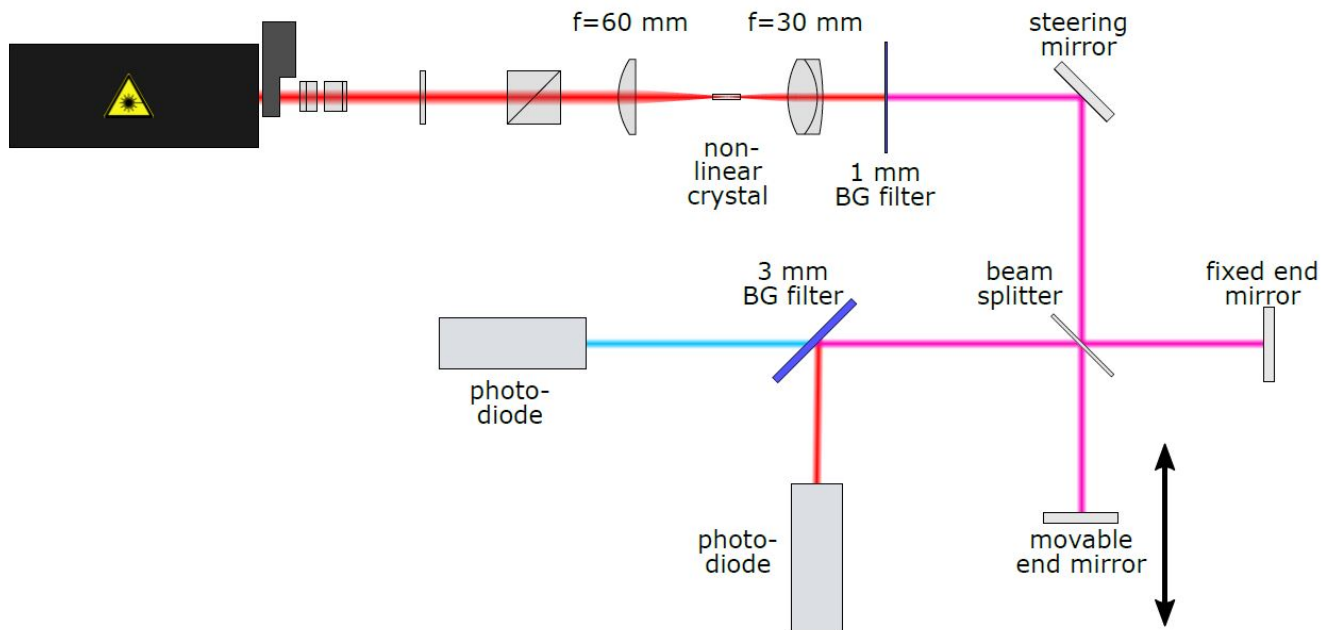 f=60 mm
f=30 mm
steering
mirror
non-
linear
crystal
1 mm
BG filter
3 mm
BG filter
beam
splitter
fixed end
mirror
photo-
diode
photo-
diode
movable
end mirror